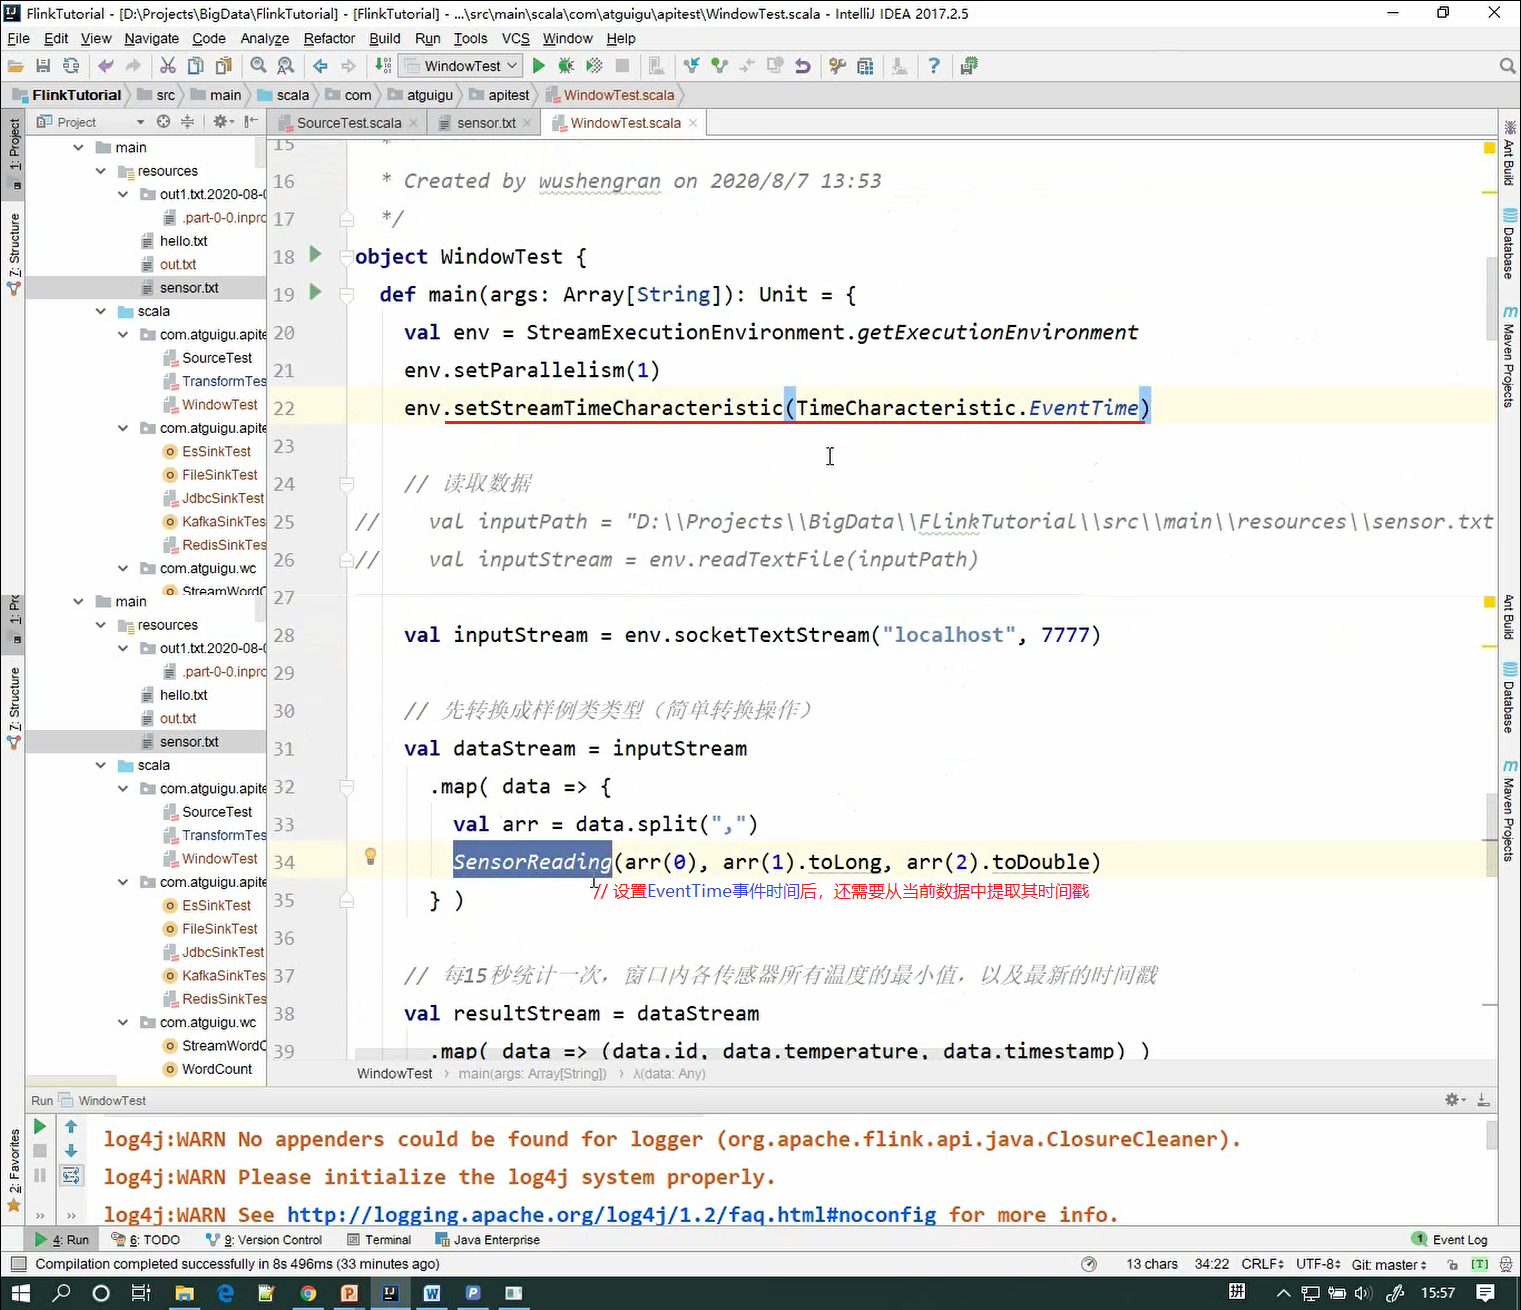 FlinkTutorial - [D:\Projects\BigData\FlinkTutorial] - [FlinkTutorial] - ...\src\main\scala\com\atguigu\apitest\WindowTest.scala - IntelliJ IDEA 2017.2.5
File Edit View Navigate Code Analyze Refactor Build Run Tools VCS Window Help
WindowTest
FlinkTutorial src main scala com atguigu apitest WindowTest.scala
Project
SourceTest.scala
sensor.txt
WindowTest.scala
1: Project
7: Structure
main
resources
out1.txt.2020-08-0
.part-0-0.inpro
hello.txt
out.txt
sensor.txt
scala
com.atguigu.apite
SourceTest
TransformTes
WindowTest
com.atguigu.apite
EsSinkTest
FileSinkTest
JdbcSinkTest
KafkaSinkTes
RedisSinkTes
com.atguigu.wc
StreamWordC
7: Structure
main
resources
out1.txt.2020-08-0
.part-0-0.inpro
hello.txt
out.txt
sensor.txt
scala
com.atguigu.apite
SourceTest
TransformTes
WindowTest
com.atguigu.apite
EsSinkTest
FileSinkTest
JdbcSinkTest
KafkaSinkTes
RedisSinkTes
com.atguigu.wc
StreamWordC
WordCount
15 *
16 * Created by wushengran on 2020/8/7 13:53
17 */
18 object WindowTest {
19 def main(args: Array[String]): Unit = {
20 val env = StreamExecutionEnvironment.getExecutionEnvironment
21 env.setParallelism(1)
22 env.setStreamTimeCharacteristic(TimeCharacteristic.EventTime)
23
24 // 读取数据
25 // val inputPath = "D:\\Projects\\BigData\\FlinkTutorial\\src\\main\\resources\\sensor.txt
26 // val inputStream = env.readTextFile(inputPath)
27
28 val inputStream = env.socketTextStream("localhost", 7777)
29
30 // 先转换成样例类类型（简单转换操作）
31 val dataStream = inputStream
32 .map( data => {
33 val arr = data.split(",")
34 SensorReading(arr(0), arr(1).toLong, arr(2).toDouble)
// 设置EventTime事件时间后，还需要从当前数据中提取其时间戳
35 } )
36
37 // 每15秒统计一次，窗口内各传感器所有温度的最小值，以及最新的时间戳
38 val resultStream = dataStream
39 .map( data => (data.id, data.temperature, data.timestamp) )
WindowTest › main(args: Array[String]) › λ(data: Any)
Ant Build
Database
Maven Projects
Ant Build
Database
Maven Projects
Run WindowTest
2: Favorites
log4j:WARN No appenders could be found for logger (org.apache.flink.api.java.ClosureCleaner).
log4j:WARN Please initialize the log4j system properly.
log4j:WARN See http://logging.apache.org/log4j/1.2/faq.html#noconfig for more info.
4: Run 6: TODO 9: Version Control Terminal Java Enterprise 1 Event Log
Compilation completed successfully in 8s 496ms (33 minutes ago) 13 chars 34:22 CRLF UTF-8 Git: master [T]
拼 15:57